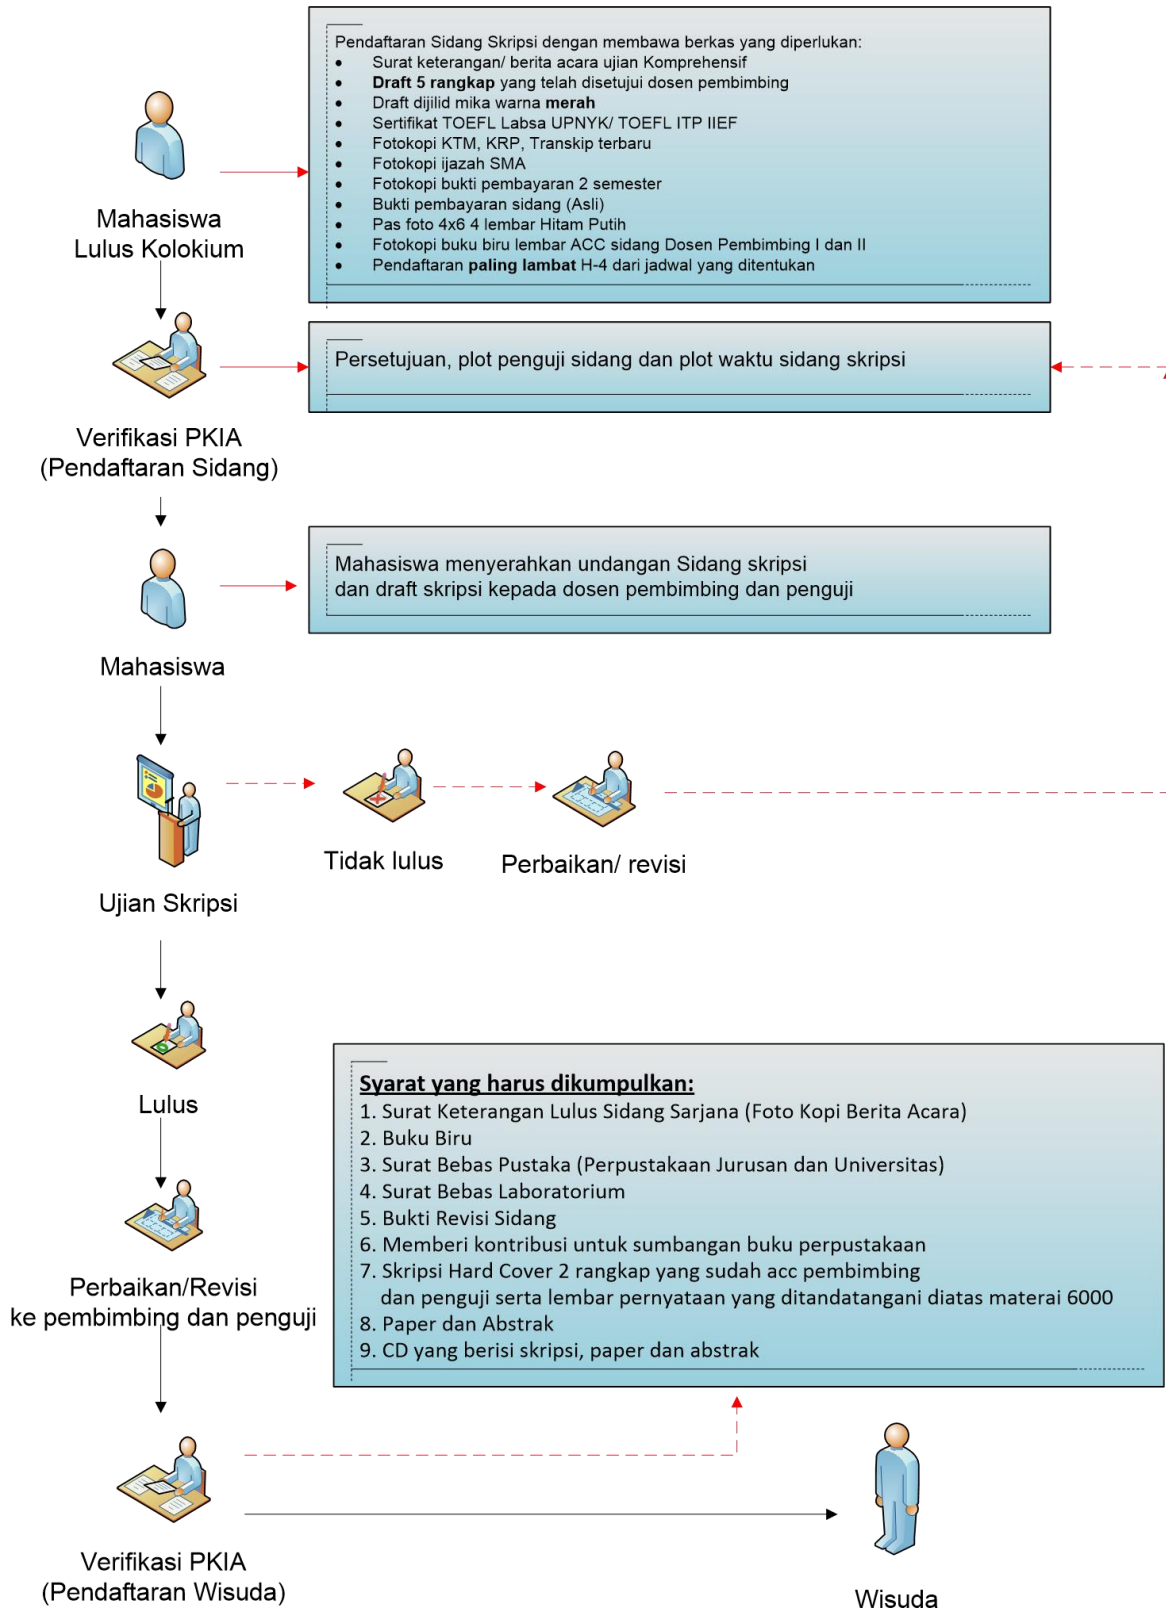 Pendaftaran Sidang Skripsi dengan membawa berkas yang diperlukan:
• Surat keterangan/ berita acara ujian Komprehensif
• Draft 5 rangkap yang telah disetujui dosen pembimbing
• Draft dijilid mika warna merah
• Sertifikat TOEFL Labsa UPNYK/ TOEFL ITP IIEF
• Fotokopi KTM, KRP, Transkip terbaru
• Fotokopi ijazah SMA
• Fotokopi bukti pembayaran 2 semester
• Bukti pembayaran sidang (Asli)
• Pas foto 4x6 4 lembar Hitam Putih
• Fotokopi buku biru lembar ACC sidang Dosen Pembimbing I dan II
• Pendaftaran paling lambat H-4 dari jadwal yang ditentukan
Mahasiswa
Lulus Kolokium
Persetujuan, plot penguji sidang dan plot waktu sidang skripsi
Verifikasi PKIA
(Pendaftaran Sidang)
Mahasiswa menyerahkan undangan Sidang skripsi
dan draft skripsi kepada dosen pembimbing dan penguji
Mahasiswa
Tidak lulus
Perbaikan/ revisi
Ujian Skripsi
Lulus
Syarat yang harus dikumpulkan:
1. Surat Keterangan Lulus Sidang Sarjana (Foto Kopi Berita Acara)
2. Buku Biru
3. Surat Bebas Pustaka (Perpustakaan Jurusan dan Universitas)
4. Surat Bebas Laboratorium
5. Bukti Revisi Sidang
6. Memberi kontribusi untuk sumbangan buku perpustakaan
7. Skripsi Hard Cover 2 rangkap yang sudah acc pembimbing
dan penguji serta lembar pernyataan yang ditandatangani diatas materai 6000
8. Paper dan Abstrak
9. CD yang berisi skripsi, paper dan abstrak
Perbaikan/Revisi
ke pembimbing dan penguji
Verifikasi PKIA
(Pendaftaran Wisuda)
Wisuda